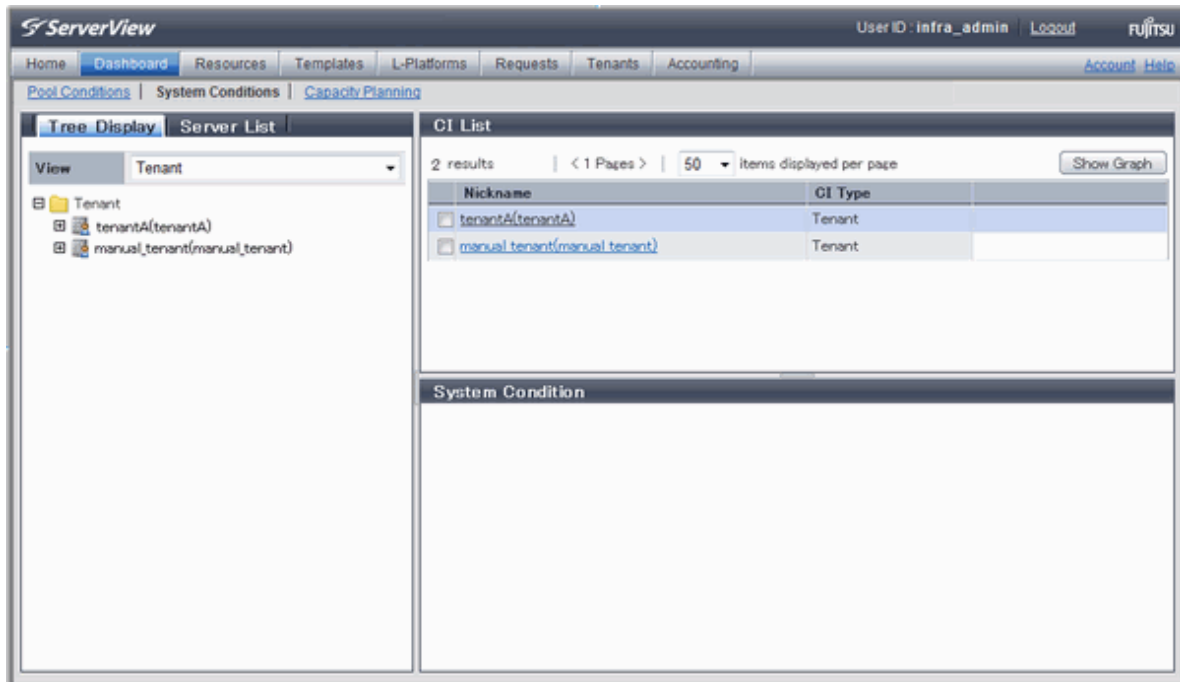 ServerView User ID : infra_admin Logout FUJITSU
Home Dashboard Resources Templates L-Platforms Requests Tenants Accounting Account Help
Pool Conditions | System Conditions | Capacity Planning
Tree Display Server List
View Tenant
Tenant
tenantA(tenantA)
manual_tenant(manual_tenant)
CI List
2 results | < 1 Pages > | 50 items displayed per page Show Graph
Nickname CI Type
tenantA(tenantA) Tenant
manual_tenant(manual_tenant) Tenant
System Condition